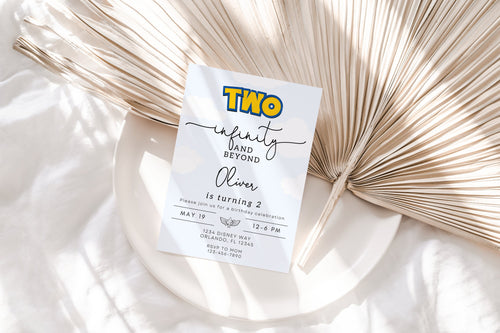 TWO
infinity
AND
BEYOND
Oliver
is turning 2
Please join us for a birthday celebration
MAY 19
12-6 PM
1234 DISNEY WAY
ORLANDO, FL 12345
RSVP TO MOM
123-456-7890